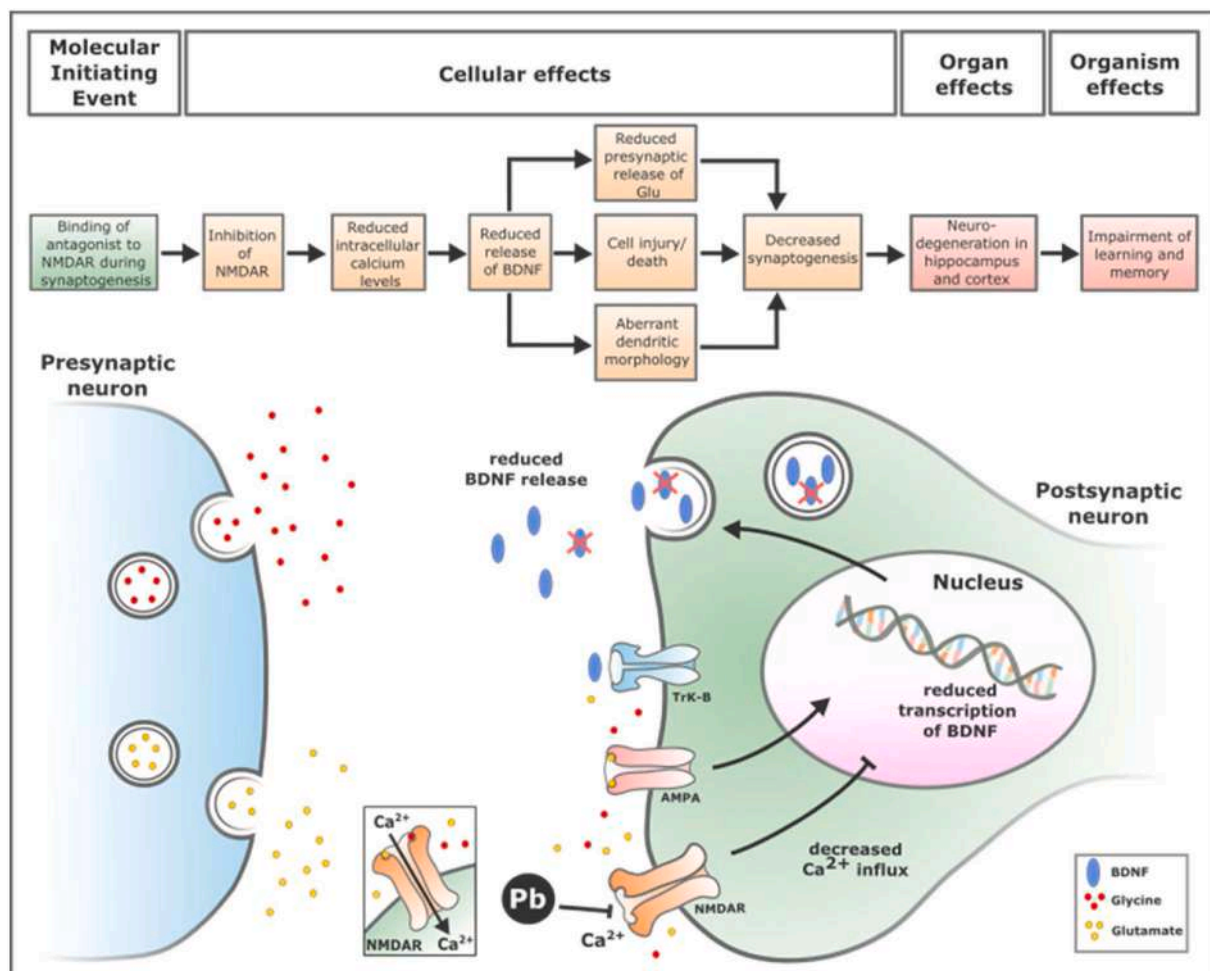 Molecular
Initiating
Event
Cellular effects
Organ
effects
Organism
effects
Reduced
presynaptic
release of
Glu
Binding of
antagonist to
NMDAR during
synaptogenesis
Inhibition
of NMDAR
Reduced
intracellular
calcium
levels
Reduced
release
of BDNF
Cell injury/
death
Decreased
synaptogenesis
Neuro-
degeneration in
hippocampus
and cortex
Impairment of
learning and
memory
Aberrant
dendritic
morphology
Presynaptic
neuron
reduced
BDNF release
Postsynaptic
neuron
Nucleus
reduced
transcription
of BDNF
TrK-B
AMPA
decreased
Ca2+ influx
NMDAR
Pb
Ca2+
Ca2+
NMDAR
Ca2+
BDNF
Glycine
Glutamate